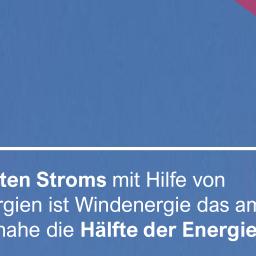 ten Stroms mit Hilfe von
rgien ist Windenergie das am
nahe die Hälfte der Energie